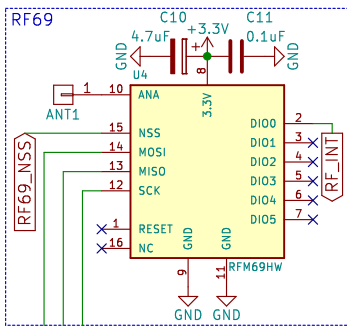 RF69
C10
4.7uF
+3.3V
C11
0.1uF
GND
GND
+
U4
8
3.3V
1
ANT1
10
ANA
RF69_NSS
15
NSS
14
MOSI
13
MISO
12
SCK
1
RESET
16
NC
DIO0
2
DIO1
3
DIO2
4
DIO3
5
DIO4
6
DIO5
7
RF_INT
GND
GND
9
11
RFM69HW
GND
GND